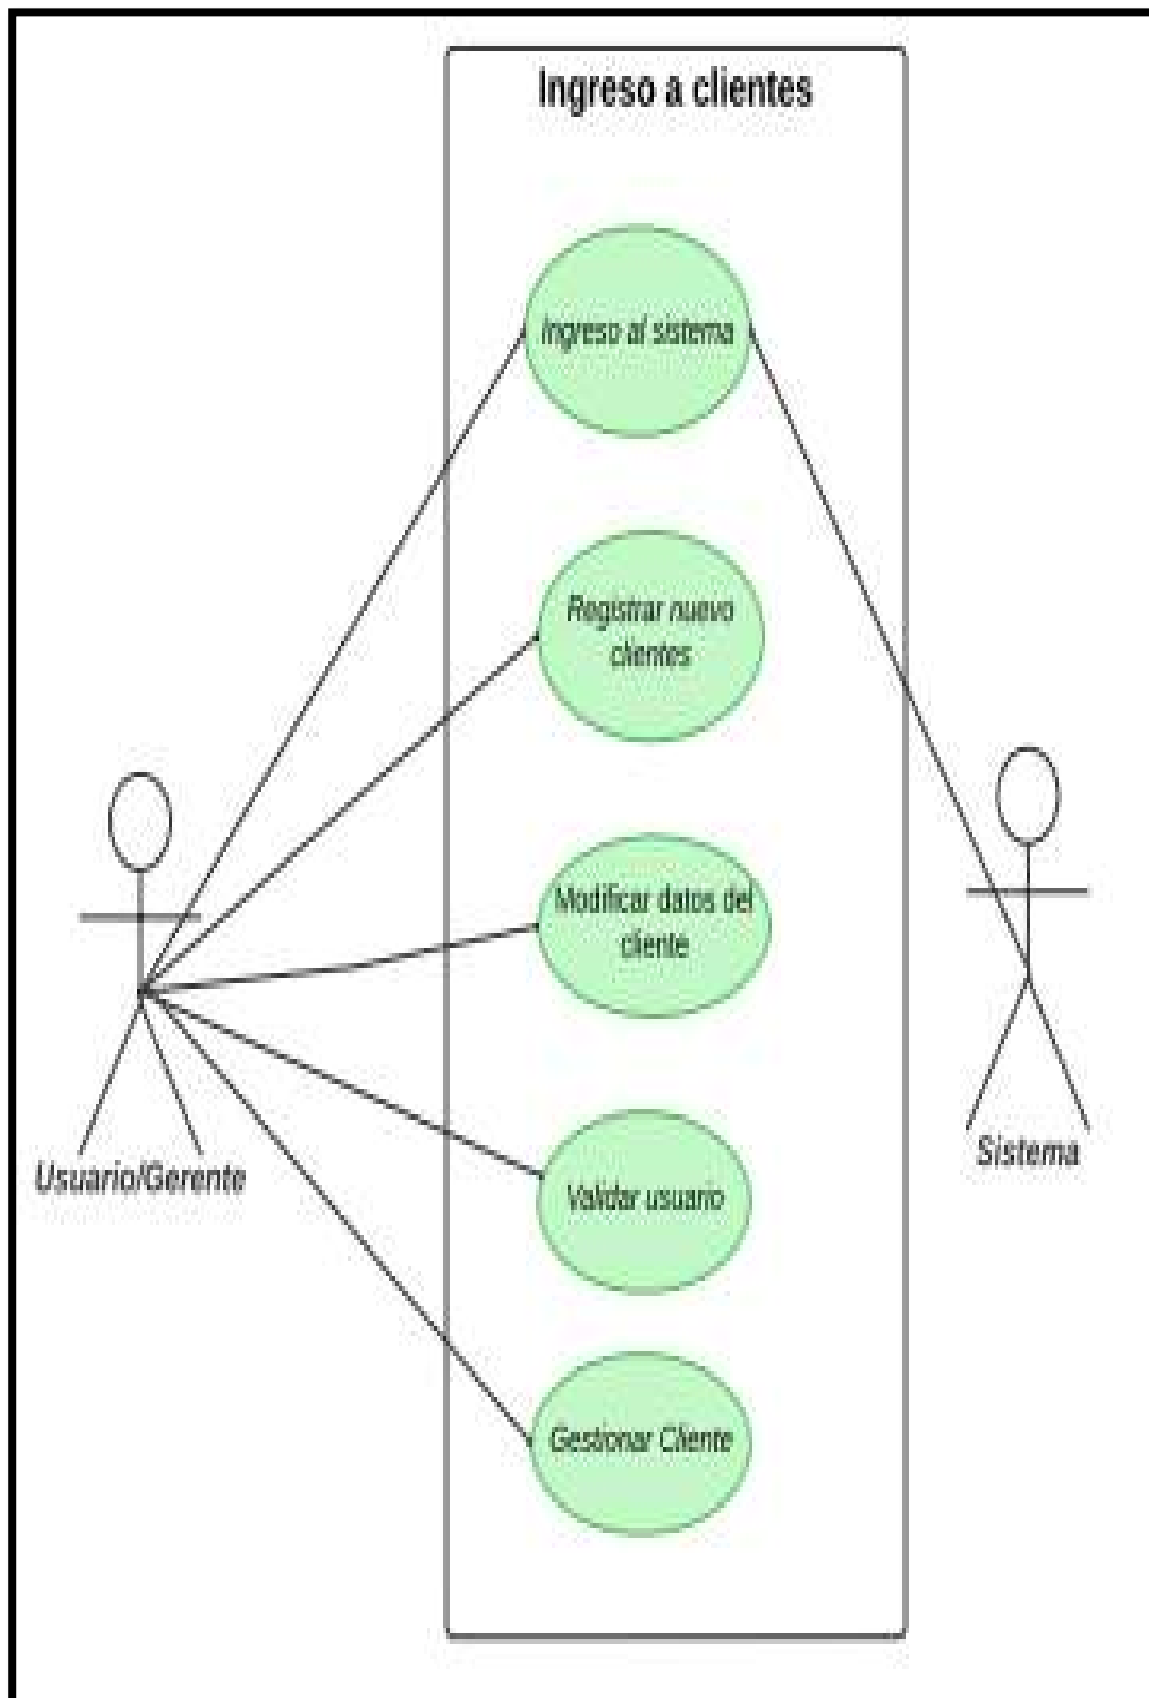 Ingreso a clientes
Ingreso al sistema
Registrar nuevo
clientes
Modificar datos del
cliente
Usuario/Gerente
Sistema
Validar usuario
Gestionar Cliente